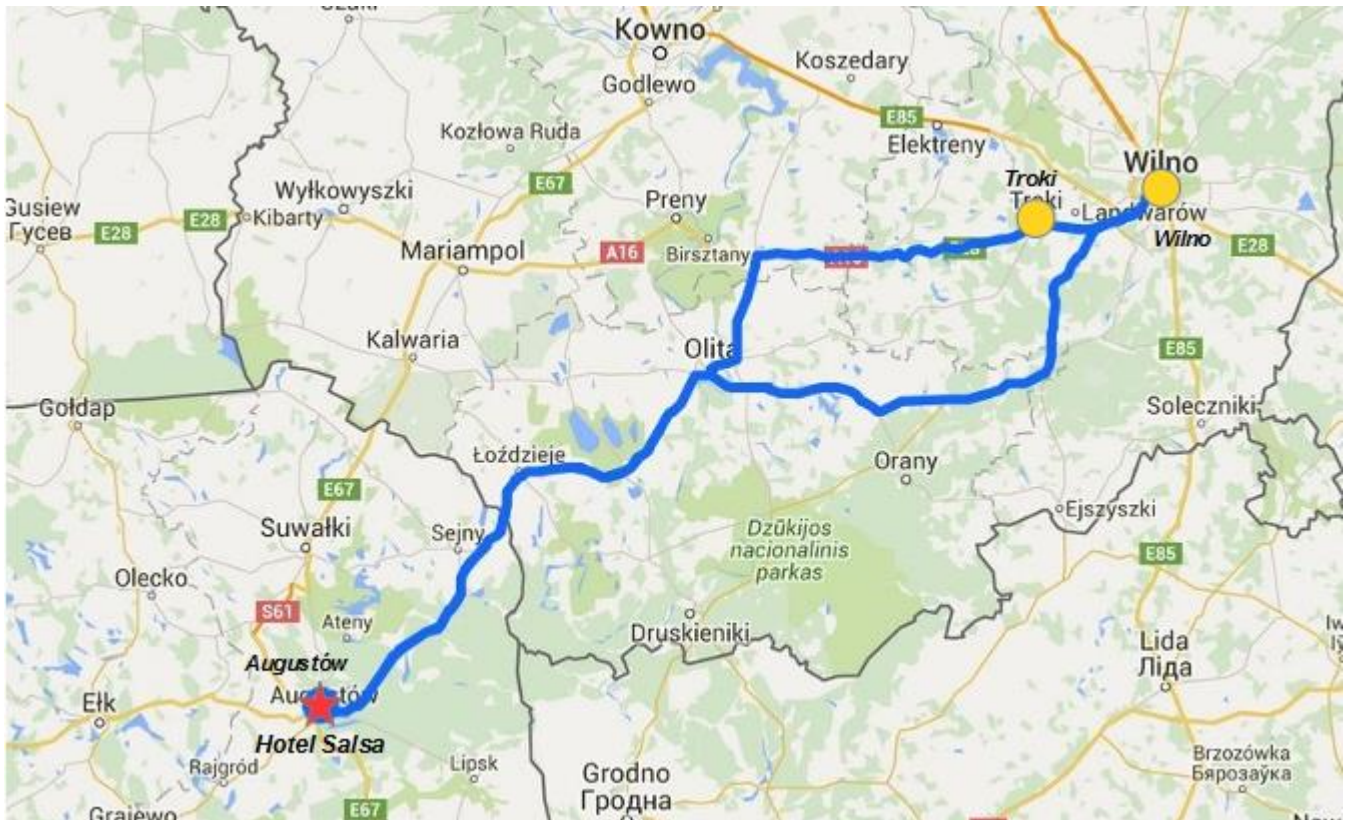 Kowno
Koszedary
Godlewo
E85
Elektreny
Kozłowa Ruda
Wilno
E67
Wyłkowyszki
Preny
Troki
Troki
Landwarów
Gusiew
Гусев
E28
E28
Kibarty
Mariampol
A16
Birsztany
Wilno
E28
Kalwaria
Olita
E85
Gołdap
Soleczniki
Łoździeje
Orany
E67
Suwałki
Sejny
Ejszyszki
Dzūkijos
nacionalinis
parkas
E85
Olecko
S61
Ateny
Druskieniki
Lida
Ліда
Augustów
Augustów
Ełk
Hotel Salsa
Rajgród
Lipsk
Grodno
Гродна
Brzozówka
Бярозаўка
E67
Grajewo